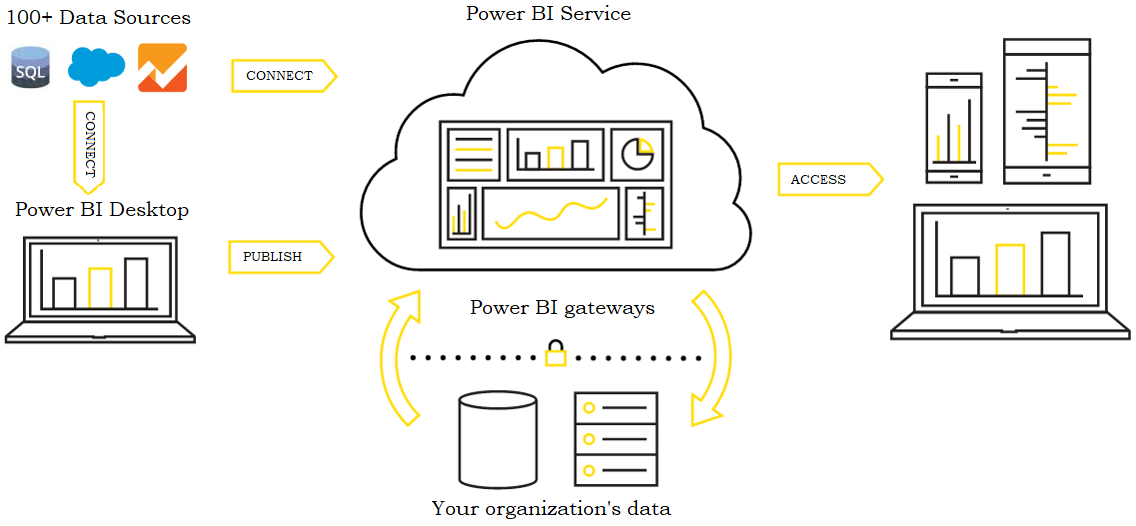 100+ Data Sources
Power BI Service
SQL
CONNECT
CONNECT
Power BI Desktop
ACCESS
PUBLISH
Power BI gateways
Your organization's data